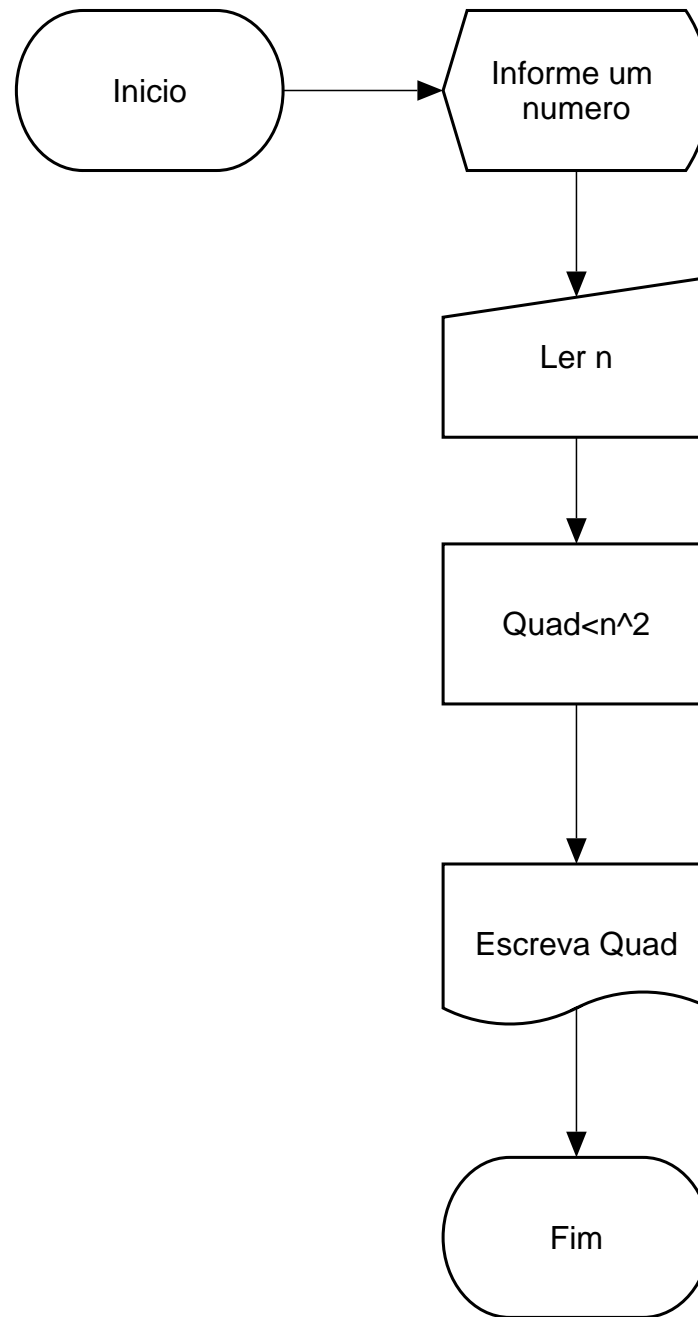 Inicio
Informe um
numero
Ler n
Quad<n^2
Escreva Quad
Fim